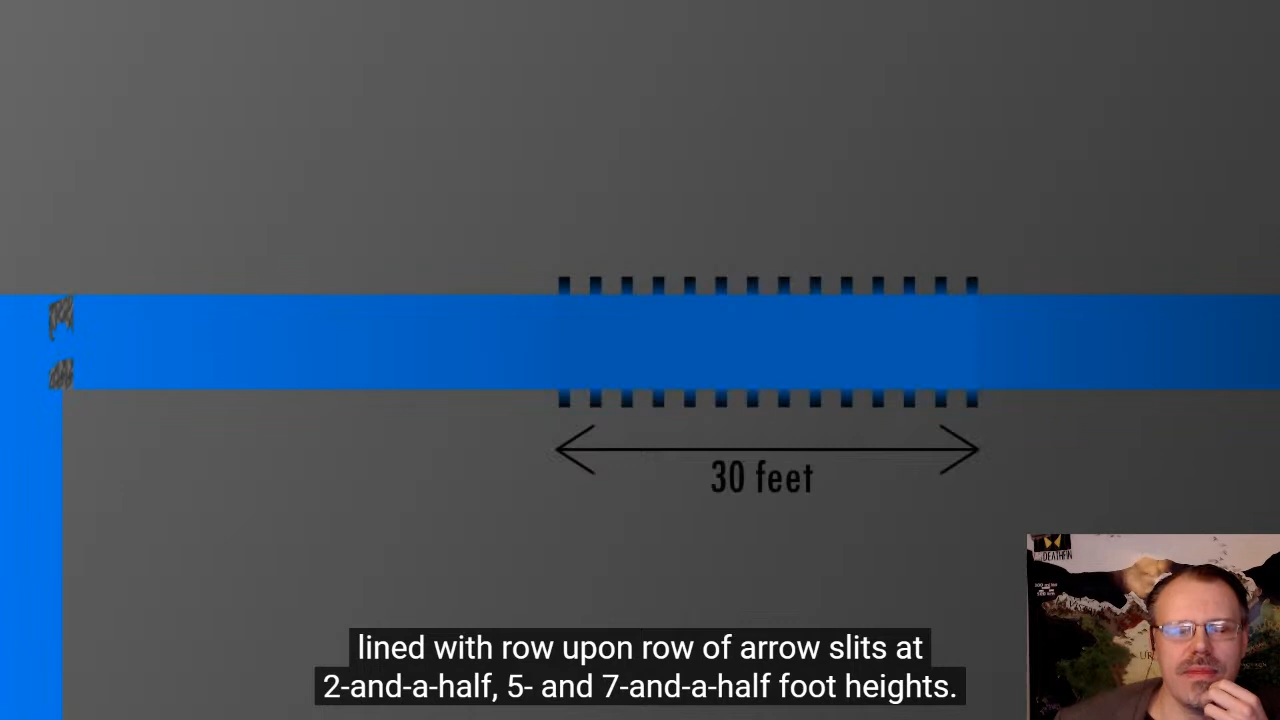 30 feet
lined with row upon row of arrow slits at
2-and-a-half, 5- and 7-and-a-half foot heights.